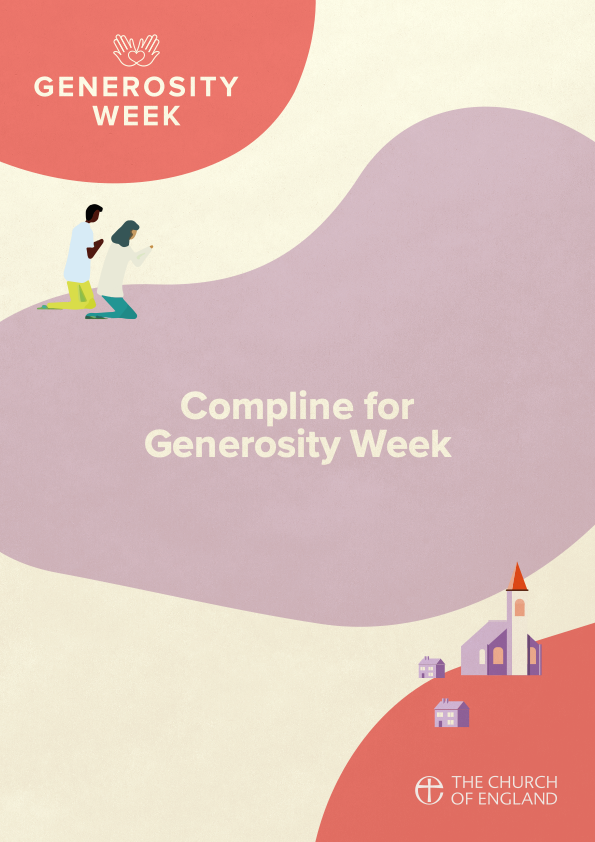 GENEROSITY
WEEK
Compline for
Generosity Week
THE CHURCH
OF ENGLAND